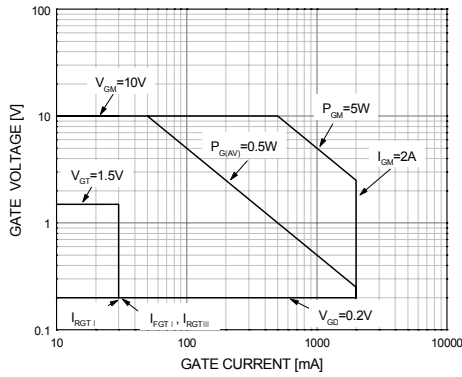 100
V_GM=10V
10
P_GM=5W
P_G(AV)=0.5W
I_GM=2A
V_GT=1.5V
1
GATE VOLTAGE [V]
I_RGT I
I_FGT I , I_RGT III
V_GD=0.2V
0.1
10
100
1000
10000
GATE CURRENT [mA]